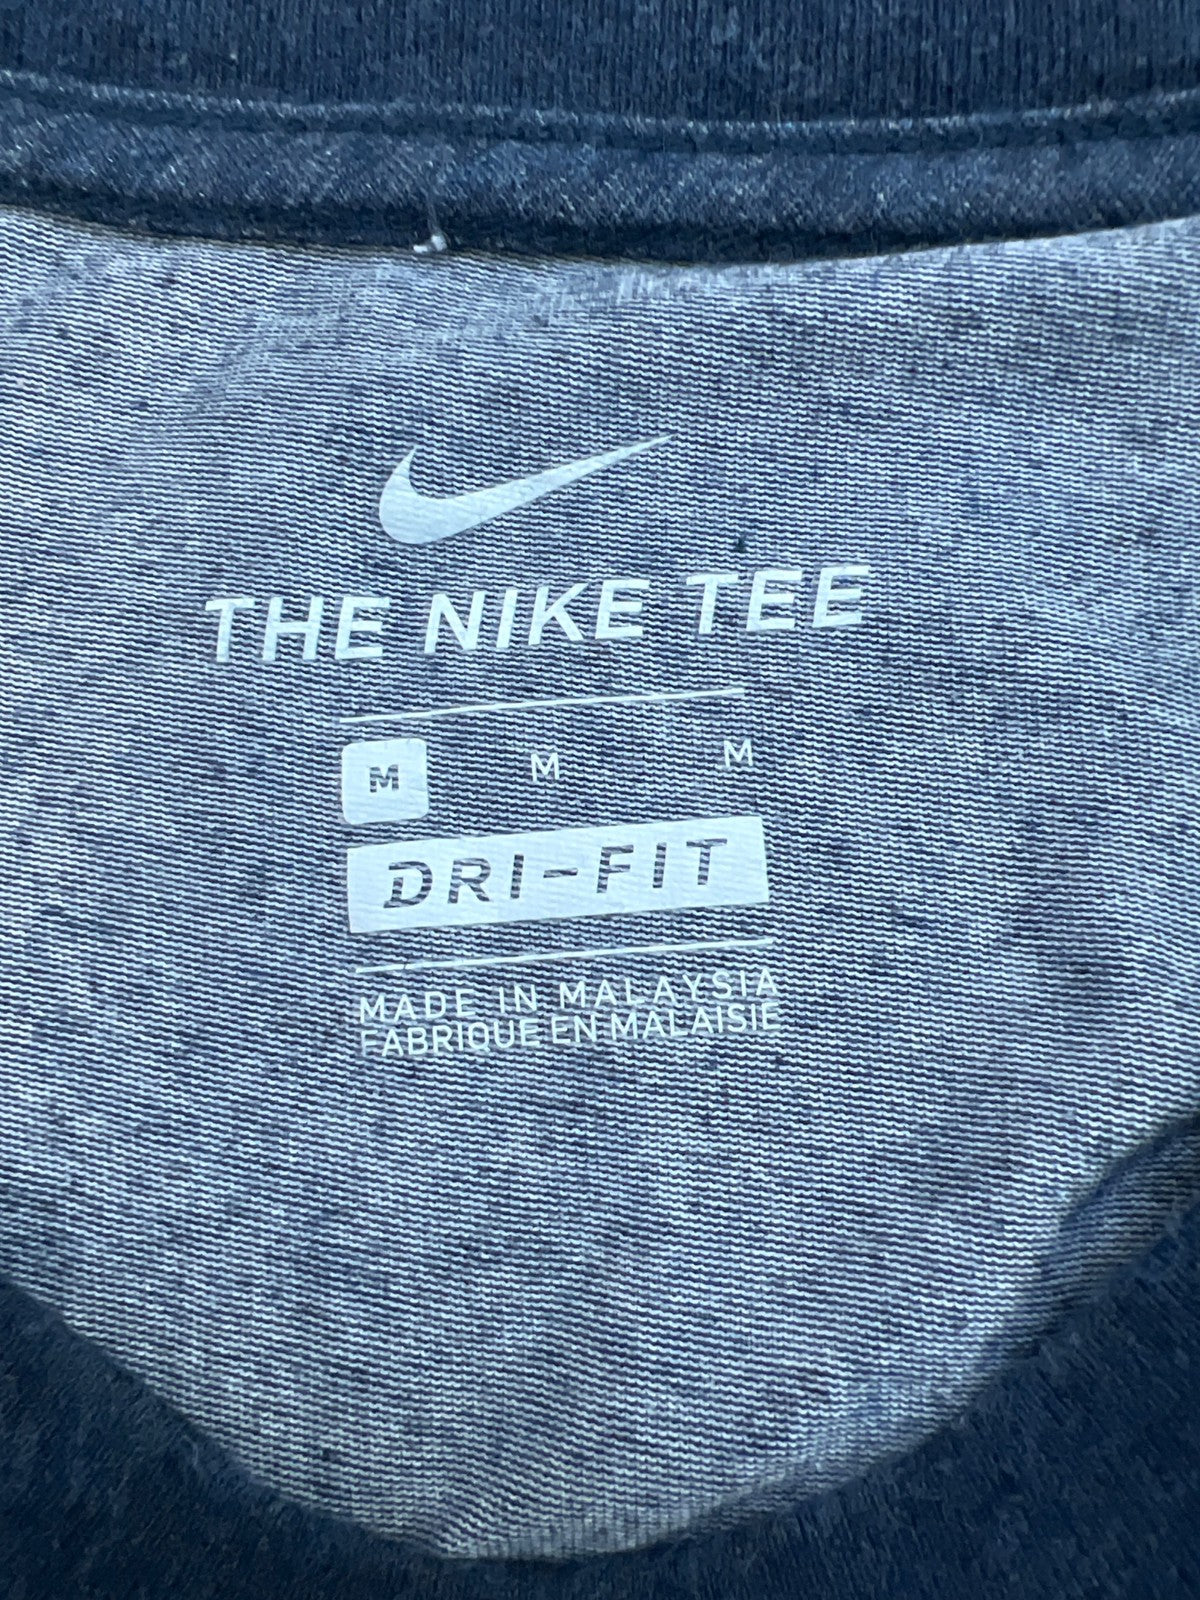 THE NIKE TEE
M M M
DRI-FIT
MADE IN MALAYSIA
FABRIQUE EN MALAISIE